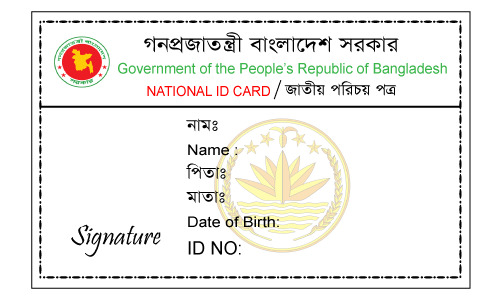 গনপ্রজাতন্ত্রী বাংলাদেশ সরকার
Government of the People's Republic of Bangladesh
NATIONAL ID CARD / জাতীয় পরিচয় পত্র
নামঃ
Name :
পিতাঃ
মাতাঃ
Date of Birth:
Signature
ID NO: